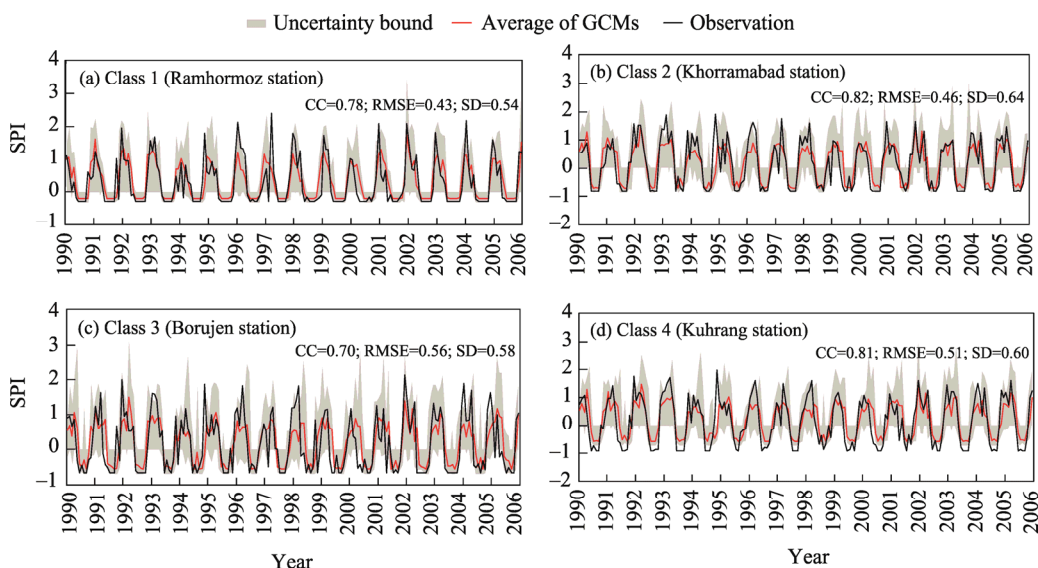 Uncertainty bound Average of GCMs Observation
(a) Class 1 (Ramhormoz station)
CC=0.78; RMSE=0.43; SD=0.54
SPI
4
3
2
1
0
−1
1990 1991 1992 1993 1994 1995 1996 1997 1998 1999 2000 2001 2002 2003 2004 2005 2006
(b) Class 2 (Khorramabad station)
CC=0.82; RMSE=0.46; SD=0.64
4
3
2
1
0
−1
−2
1990 1991 1992 1993 1994 1995 1996 1997 1998 1999 2000 2001 2002 2003 2004 2005 2006
(c) Class 3 (Borujen station)
CC=0.70; RMSE=0.56; SD=0.58
SPI
4
3
2
1
0
−1
1990 1991 1992 1993 1994 1995 1996 1997 1998 1999 2000 2001 2002 2003 2004 2005 2006
Year
(d) Class 4 (Kuhrang station)
CC=0.81; RMSE=0.51; SD=0.60
4
3
2
1
0
−1
−2
1990 1991 1992 1993 1994 1995 1996 1997 1998 1999 2000 2001 2002 2003 2004 2005 2006
Year